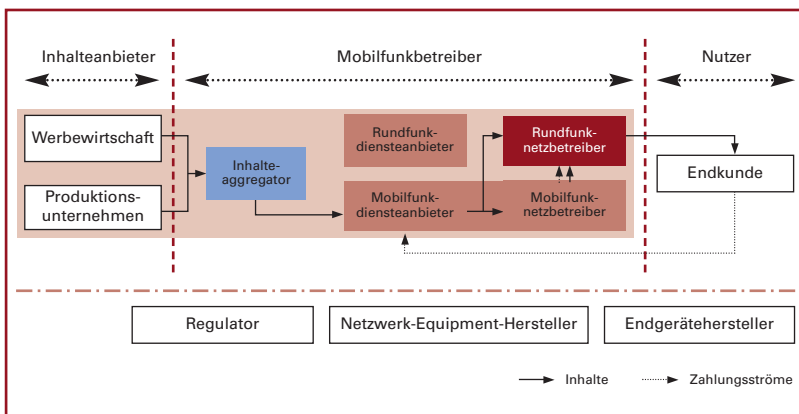 Inhalteanbieter
Mobilfunkbetreiber
Nutzer
Werbewirtschaft
Produktions-
unternehmen
Inhalte-
aggregator
Rundfunk-
diensteanbieter
Rundfunk-
netzbetreiber
Mobilfunk-
diensteanbieter
Mobilfunk-
netzbetreiber
Endkunde
Regulator
Netzwerk-Equipment-Hersteller
Endgerätehersteller
Inhalte
Zahlungsströme